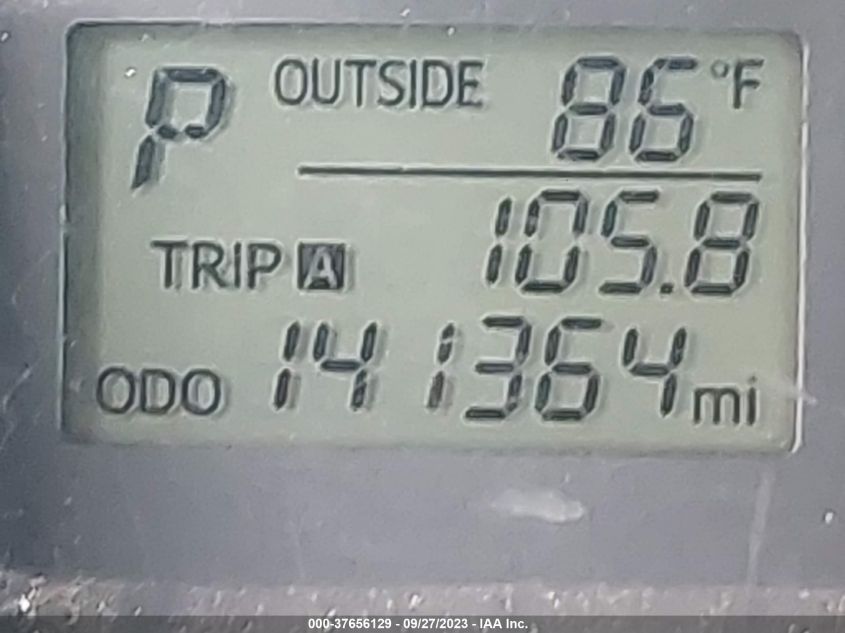 P OUTSIDE 86°F
TRIP A 105.8
ODO 141364 mi
000-37656129 - 09/27/2023 - IAA Inc.